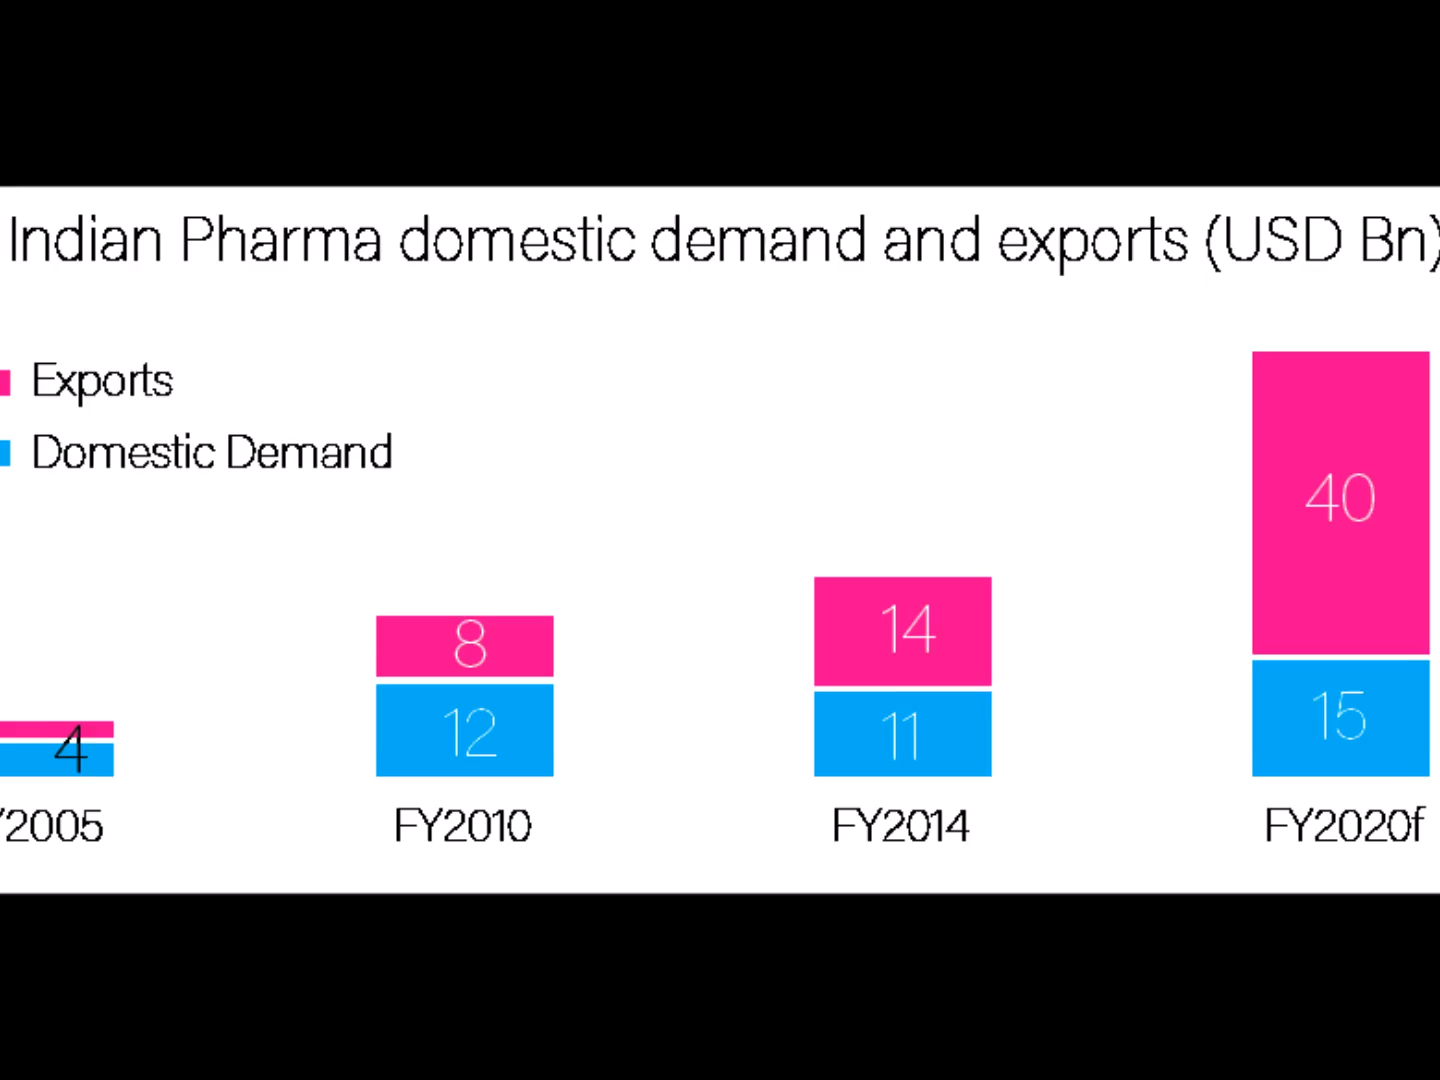 Indian Pharma domestic demand and exports (USD Bn)
Exports
Domestic Demand
40
8
14
4
12
11
15
Y2005
FY2010
FY2014
FY2020f